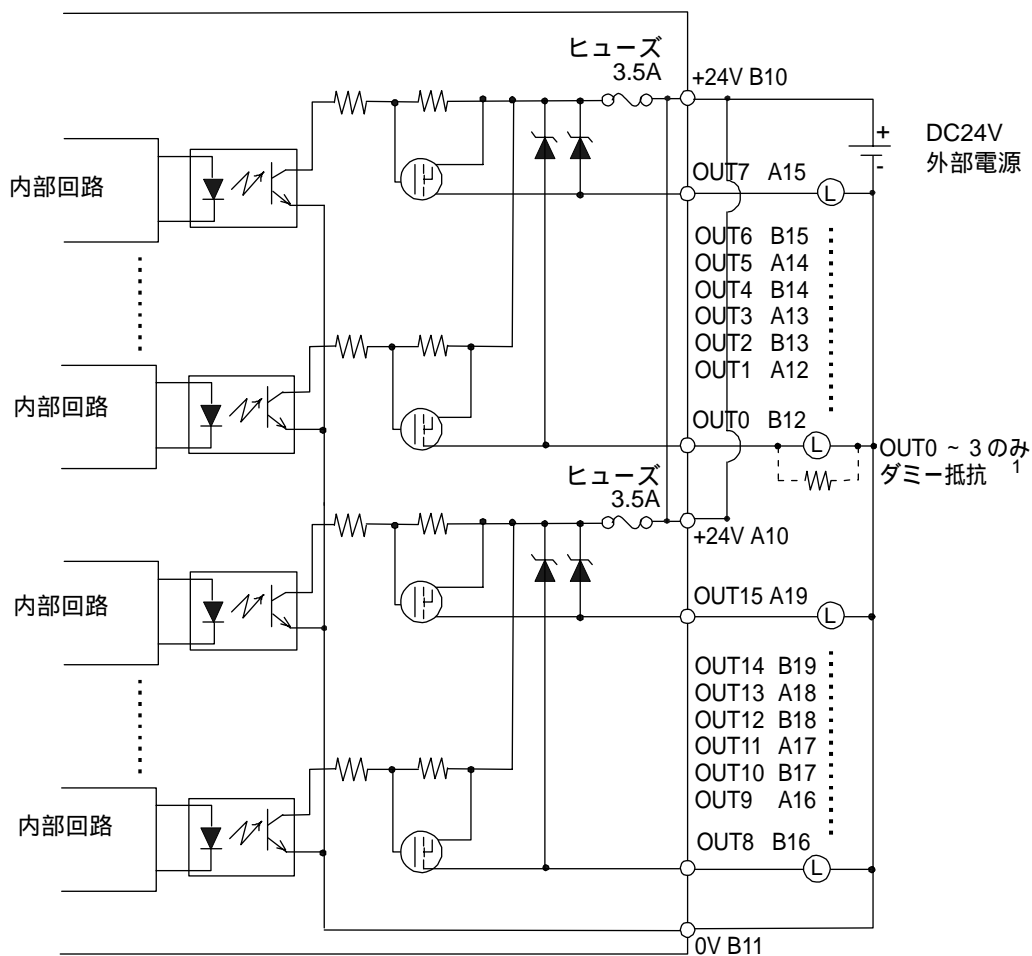 ヒューズ
3.5A
+24V B10
+
-
DC24V
外部電源
内部回路
OUT7 A15
L
OUT6 B15
OUT5 A14
OUT4 B14
OUT3 A13
OUT2 B13
OUT1 A12
内部回路
OUT0 B12
L
OUT0 ~ 3 のみ
ダミー抵抗 1
ヒューズ
3.5A
+24V A10
内部回路
OUT15 A19
L
OUT14 B19
OUT13 A18
OUT12 B18
OUT11 A17
OUT10 B17
OUT9 A16
内部回路
OUT8 B16
L
0V B11